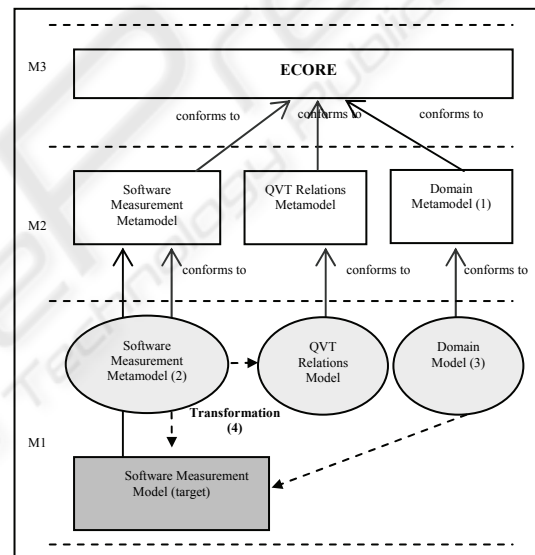 M3
ECORE
conforms to
conforms to
conforms to
M2
Software
Measurement
Metamodel
QVT Relations
Metamodel
Domain
Metamodel (1)
conforms to
conforms to
conforms to
M1
Software
Measurement
Metamodel (2)
QVT
Relations
Model
Domain
Model (3)
Transformation
(4)
Software Measurement
Model (target)